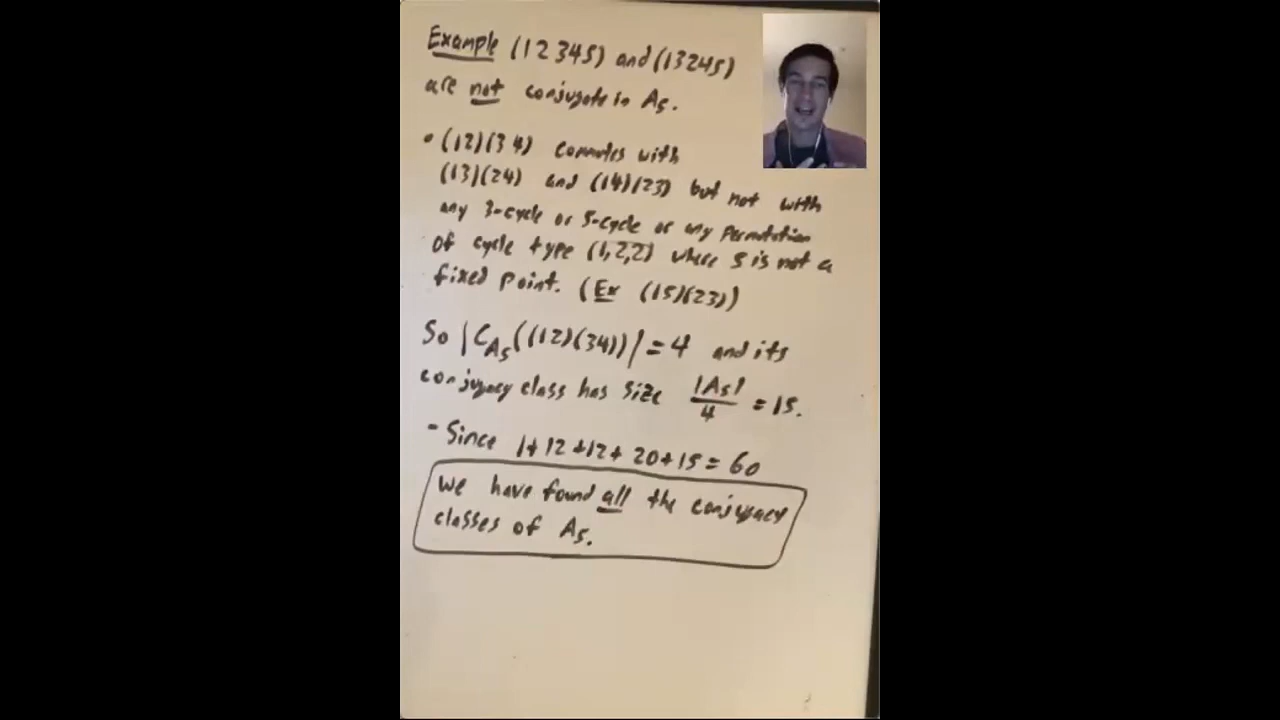 Example (12345) and (13245)
are not conjugate in A5.
• (12)(34) commutes with
(13)(24) and (14)(23) but not with
any 3-cycle or 5-cycle or any permutation
of cycle type (1,2,2) where 5 is not a
fixed point. (Ex (15)(23))
So |C_A5((12)(34))| = 4 and its
conjugacy class has size |A5|/4 = 15.
- Since 1+12+12+20+15=60
We have found all the conjugacy
classes of A5.